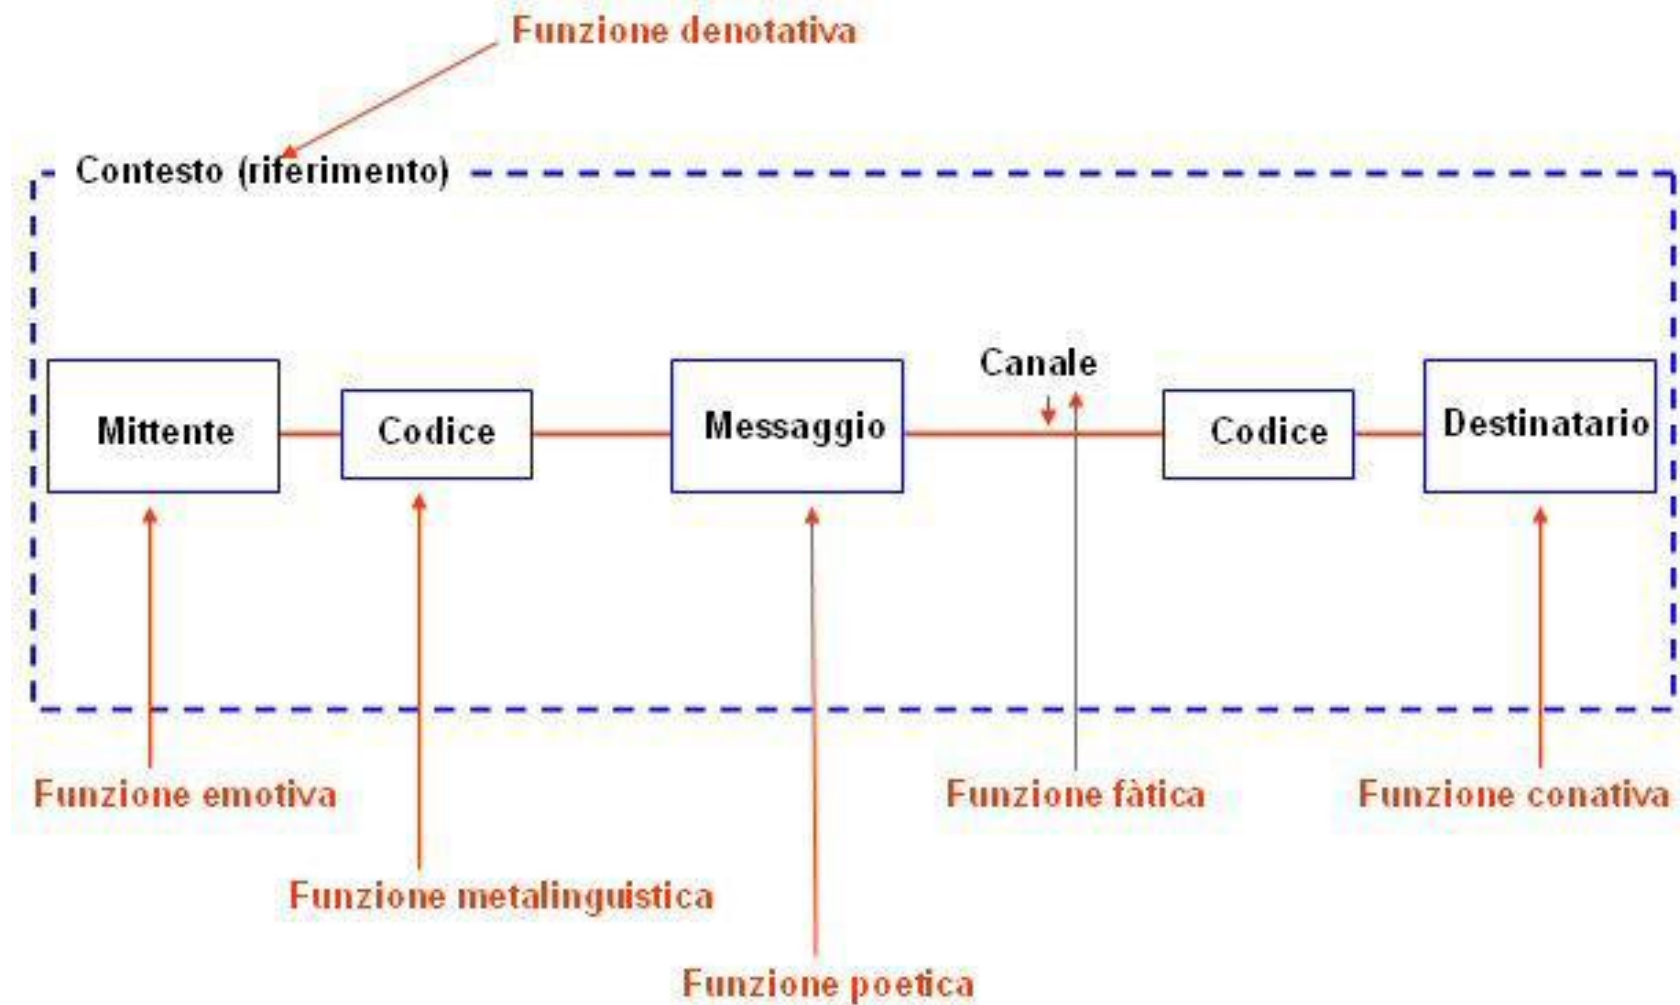 Funzione denotativa
Contesto (riferimento)
Canale
Mittente
Codice
Messaggio
Codice
Destinatario
Funzione emotiva
Funzione fàtica
Funzione conativa
Funzione metalinguistica
Funzione poetica